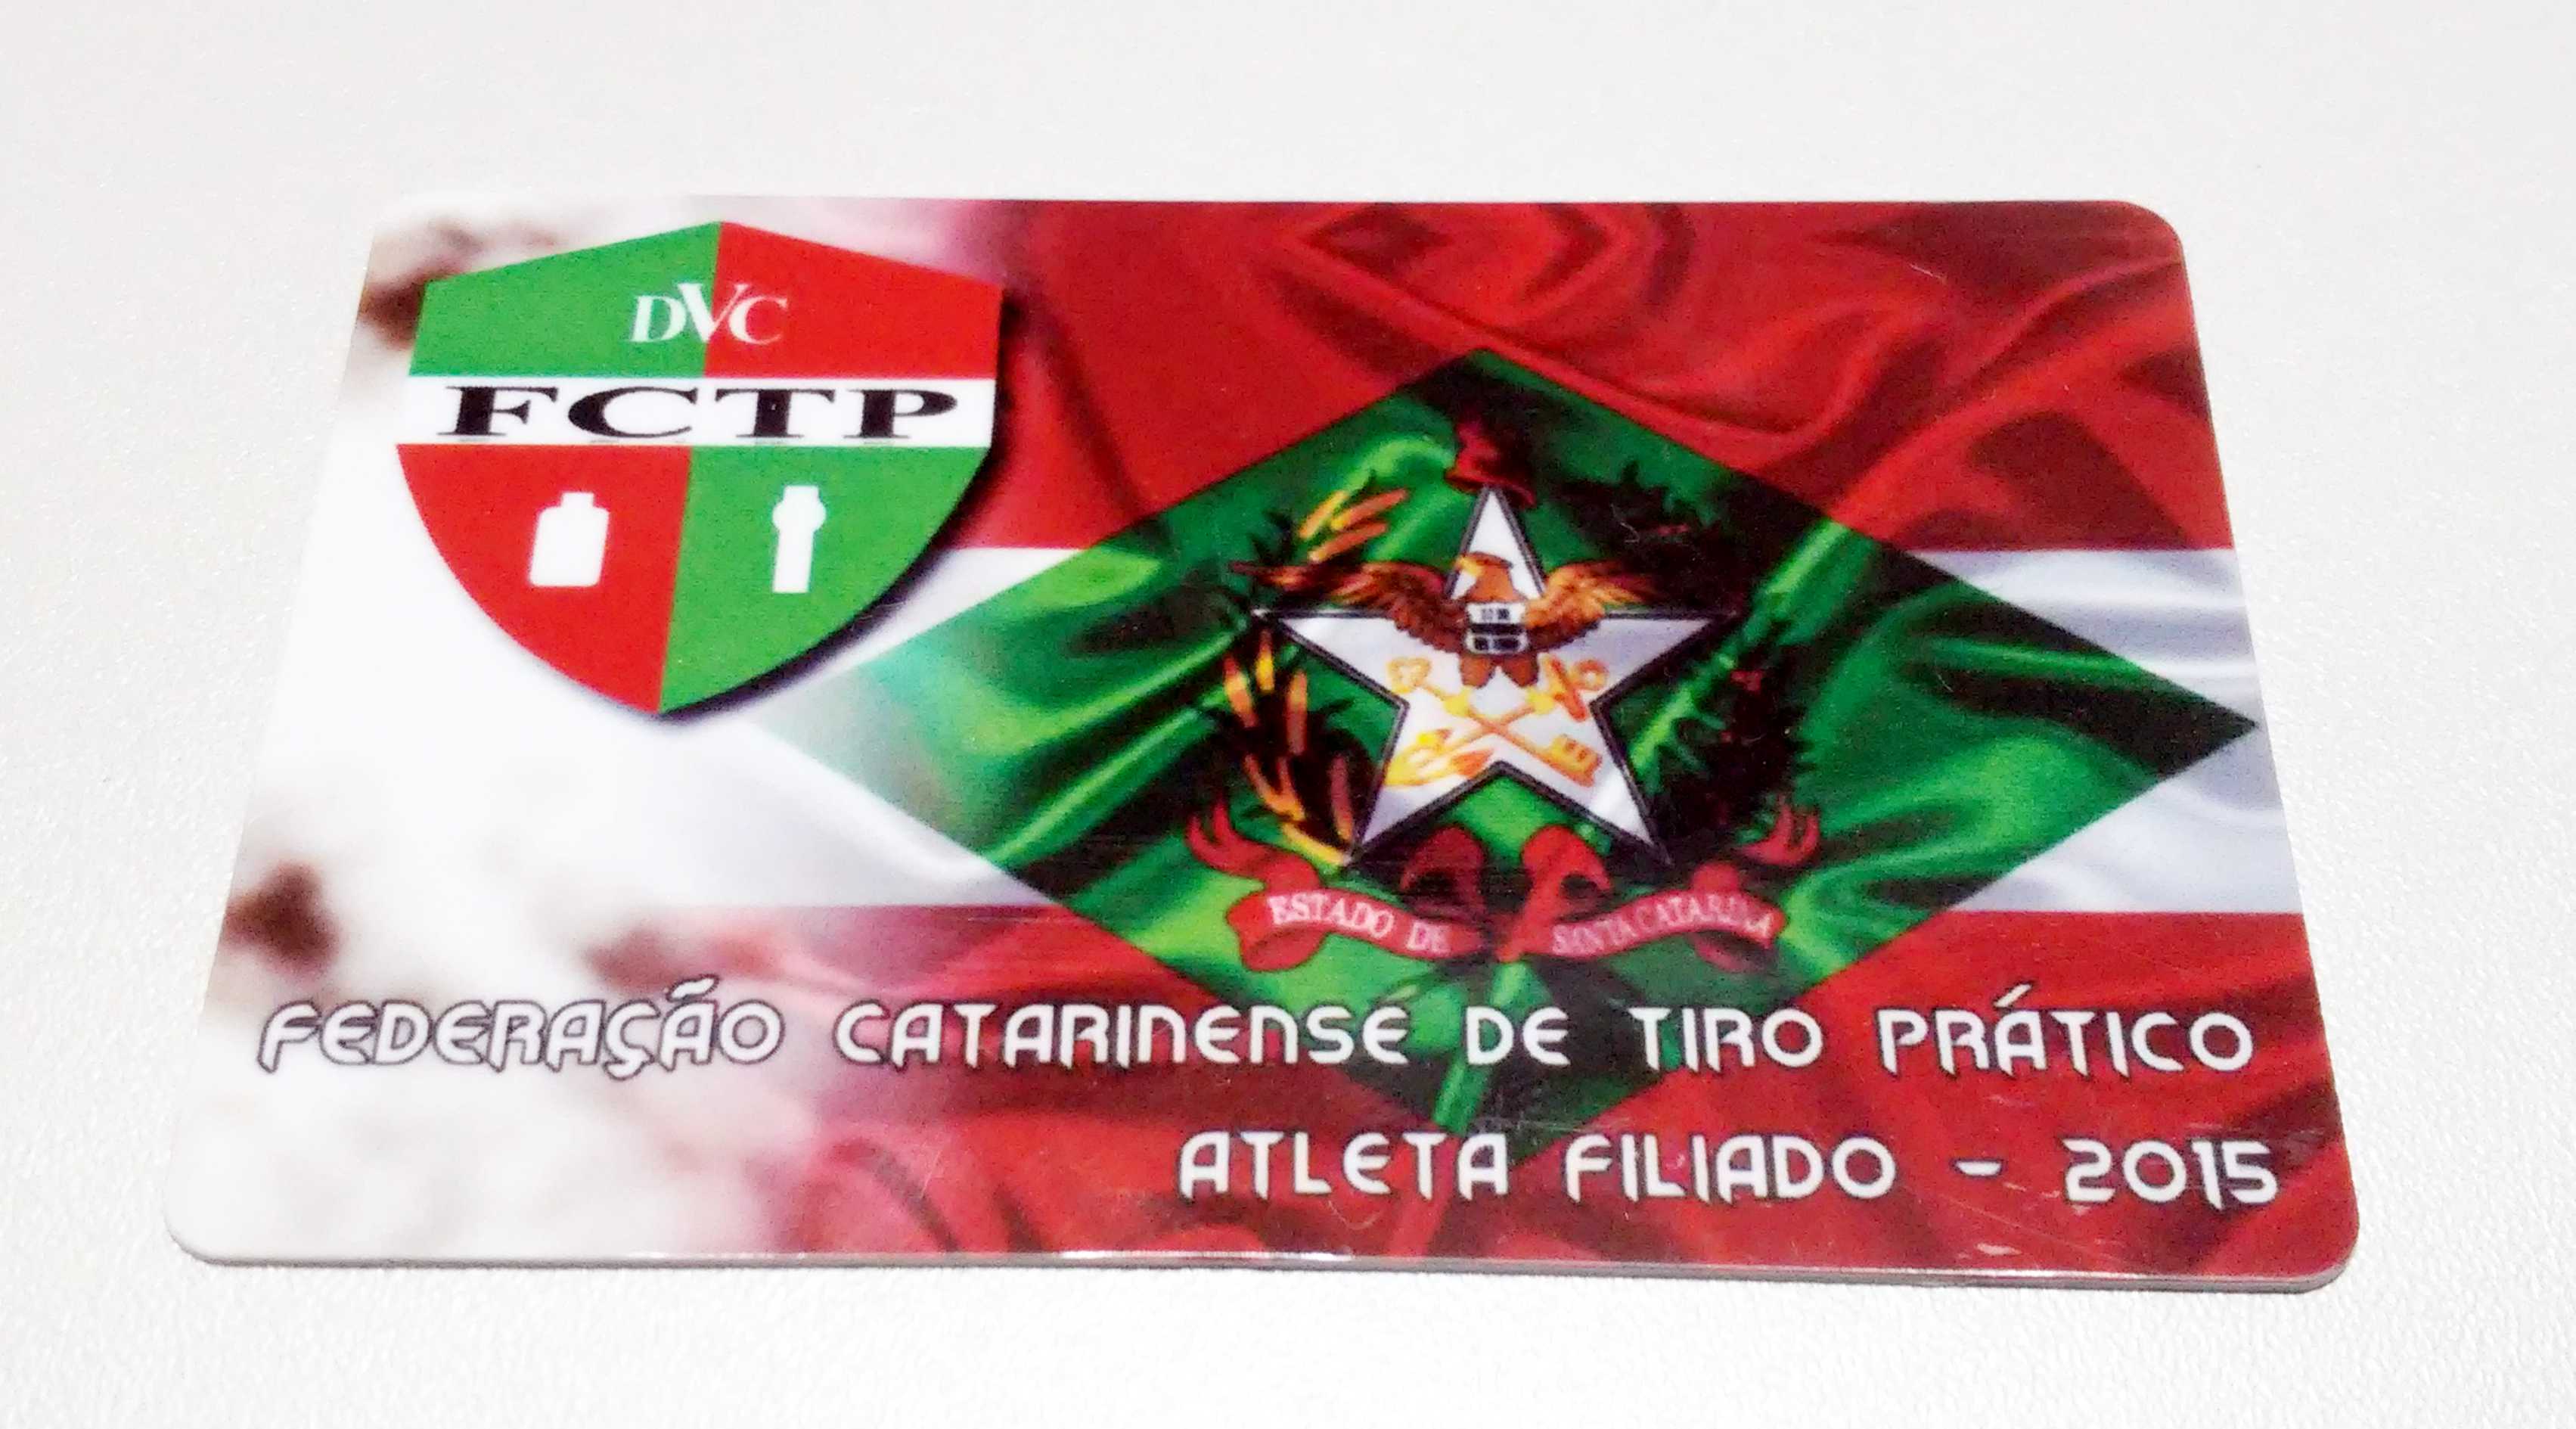 DVC
FCTP
ESTADO DE SANTA CATARINA
FEDERAÇÃO CATARINENSE DE TIRO PRÁTICO
ATLETA FILIADO - 2015